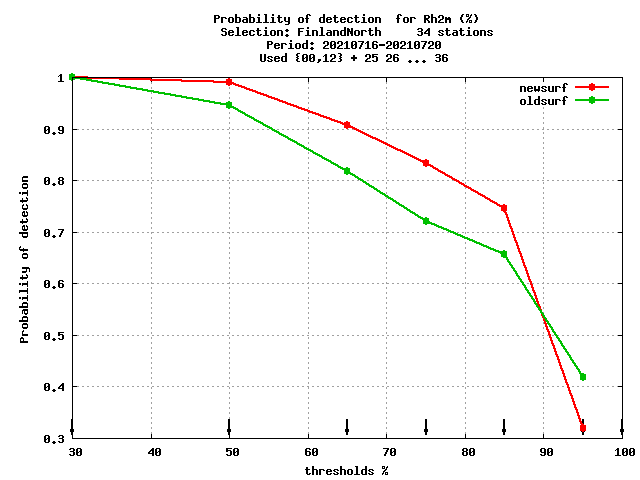 Probability of detection  for Rh2m (%)
Selection: FinlandNorth     34 stations
Period: 20210716-20210720
Used {00,12} + 25 26 ... 36
newsurf
oldsurf
Probability of detection
1
0.9
0.8
0.7
0.6
0.5
0.4
0.3
30 40 50 60 70 80 90 100
thresholds %